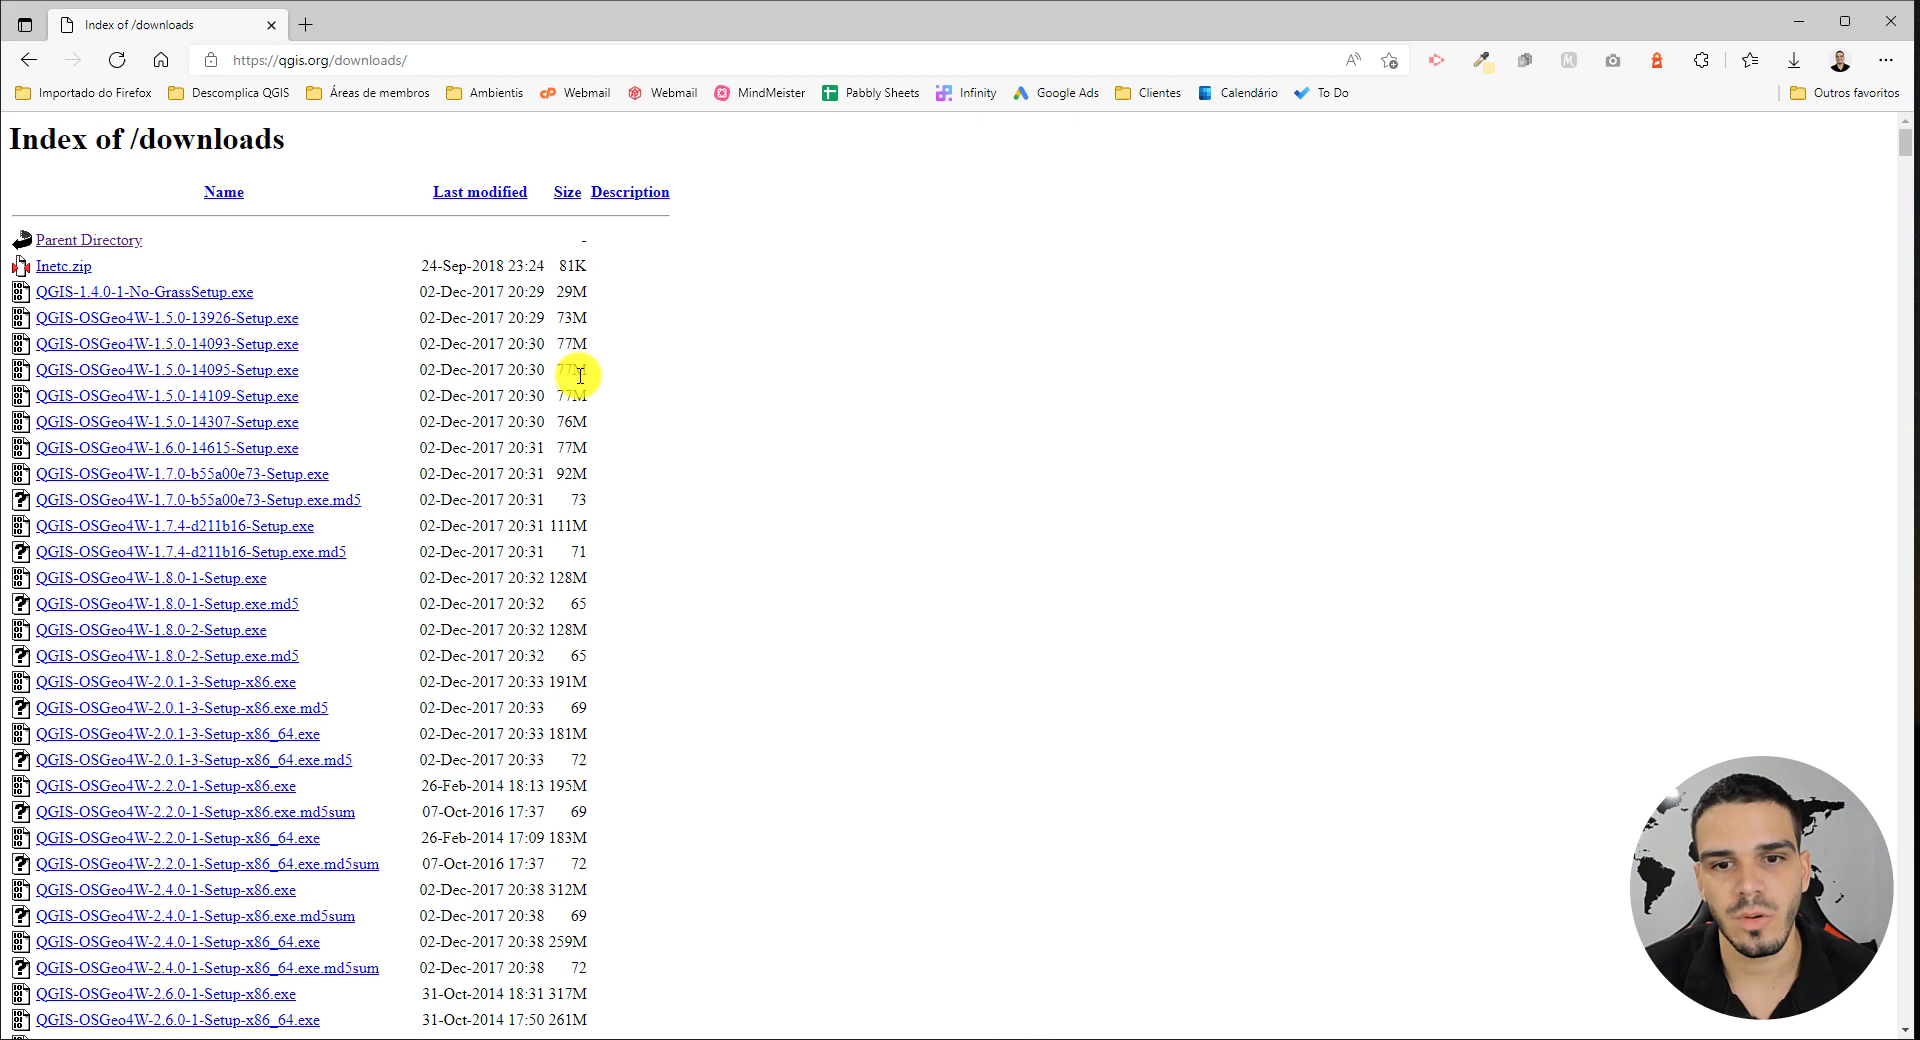 Index of /downloads
https://qgis.org/downloads/
Importado do Firefox Descomplica QGIS Áreas de membros Ambientis Webmail Webmail MindMeister Pabbly Sheets Infinity Google Ads Clientes Calendário To Do Outros favoritos
Index of /downloads
Name Last modified Size Description
Parent Directory -
Inetc.zip 24-Sep-2018 23:24 81K
QGIS-1.4.0-1-No-GrassSetup.exe 02-Dec-2017 20:29 29M
QGIS-OSGeo4W-1.5.0-13926-Setup.exe 02-Dec-2017 20:29 73M
QGIS-OSGeo4W-1.5.0-14093-Setup.exe 02-Dec-2017 20:30 77M
QGIS-OSGeo4W-1.5.0-14095-Setup.exe 02-Dec-2017 20:30 77M
QGIS-OSGeo4W-1.5.0-14109-Setup.exe 02-Dec-2017 20:30 77M
QGIS-OSGeo4W-1.5.0-14307-Setup.exe 02-Dec-2017 20:30 76M
QGIS-OSGeo4W-1.6.0-14615-Setup.exe 02-Dec-2017 20:31 77M
QGIS-OSGeo4W-1.7.0-b55a00e73-Setup.exe 02-Dec-2017 20:31 92M
QGIS-OSGeo4W-1.7.0-b55a00e73-Setup.exe.md5 02-Dec-2017 20:31 73
QGIS-OSGeo4W-1.7.4-d211b16-Setup.exe 02-Dec-2017 20:31 111M
QGIS-OSGeo4W-1.7.4-d211b16-Setup.exe.md5 02-Dec-2017 20:31 71
QGIS-OSGeo4W-1.8.0-1-Setup.exe 02-Dec-2017 20:32 128M
QGIS-OSGeo4W-1.8.0-1-Setup.exe.md5 02-Dec-2017 20:32 65
QGIS-OSGeo4W-1.8.0-2-Setup.exe 02-Dec-2017 20:32 128M
QGIS-OSGeo4W-1.8.0-2-Setup.exe.md5 02-Dec-2017 20:32 65
QGIS-OSGeo4W-2.0.1-3-Setup-x86.exe 02-Dec-2017 20:33 191M
QGIS-OSGeo4W-2.0.1-3-Setup-x86.exe.md5 02-Dec-2017 20:33 69
QGIS-OSGeo4W-2.0.1-3-Setup-x86_64.exe 02-Dec-2017 20:33 181M
QGIS-OSGeo4W-2.0.1-3-Setup-x86_64.exe.md5 02-Dec-2017 20:33 72
QGIS-OSGeo4W-2.2.0-1-Setup-x86.exe 26-Feb-2014 18:13 195M
QGIS-OSGeo4W-2.2.0-1-Setup-x86.exe.md5sum 07-Oct-2016 17:37 69
QGIS-OSGeo4W-2.2.0-1-Setup-x86_64.exe 26-Feb-2014 17:09 183M
QGIS-OSGeo4W-2.2.0-1-Setup-x86_64.exe.md5sum 07-Oct-2016 17:37 72
QGIS-OSGeo4W-2.4.0-1-Setup-x86.exe 02-Dec-2017 20:38 312M
QGIS-OSGeo4W-2.4.0-1-Setup-x86.exe.md5sum 02-Dec-2017 20:38 69
QGIS-OSGeo4W-2.4.0-1-Setup-x86_64.exe 02-Dec-2017 20:38 259M
QGIS-OSGeo4W-2.4.0-1-Setup-x86_64.exe.md5sum 02-Dec-2017 20:38 72
QGIS-OSGeo4W-2.6.0-1-Setup-x86.exe 31-Oct-2014 18:31 317M
QGIS-OSGeo4W-2.6.0-1-Setup-x86_64.exe 31-Oct-2014 17:50 261M